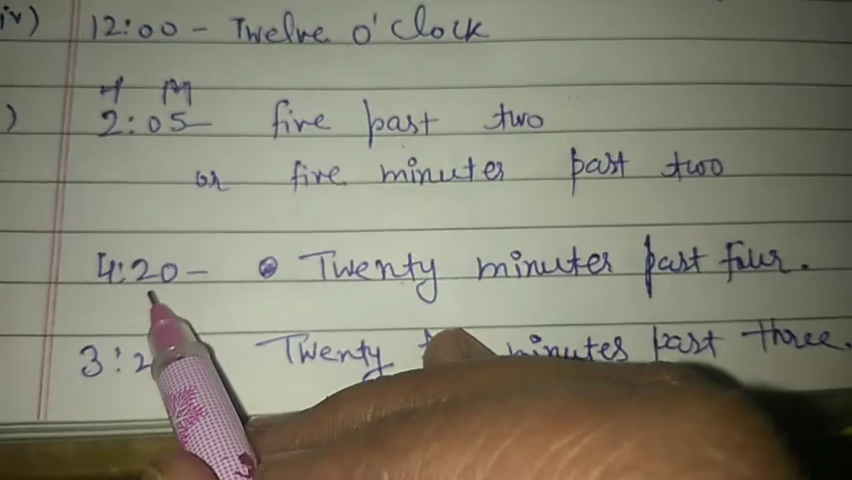 iv) 12:00 - Twelve o'clock
H M
) 2:05 - five past two
or five minutes past two
4:20 - Twenty minutes past four.
3:2 Twenty minutes past three.